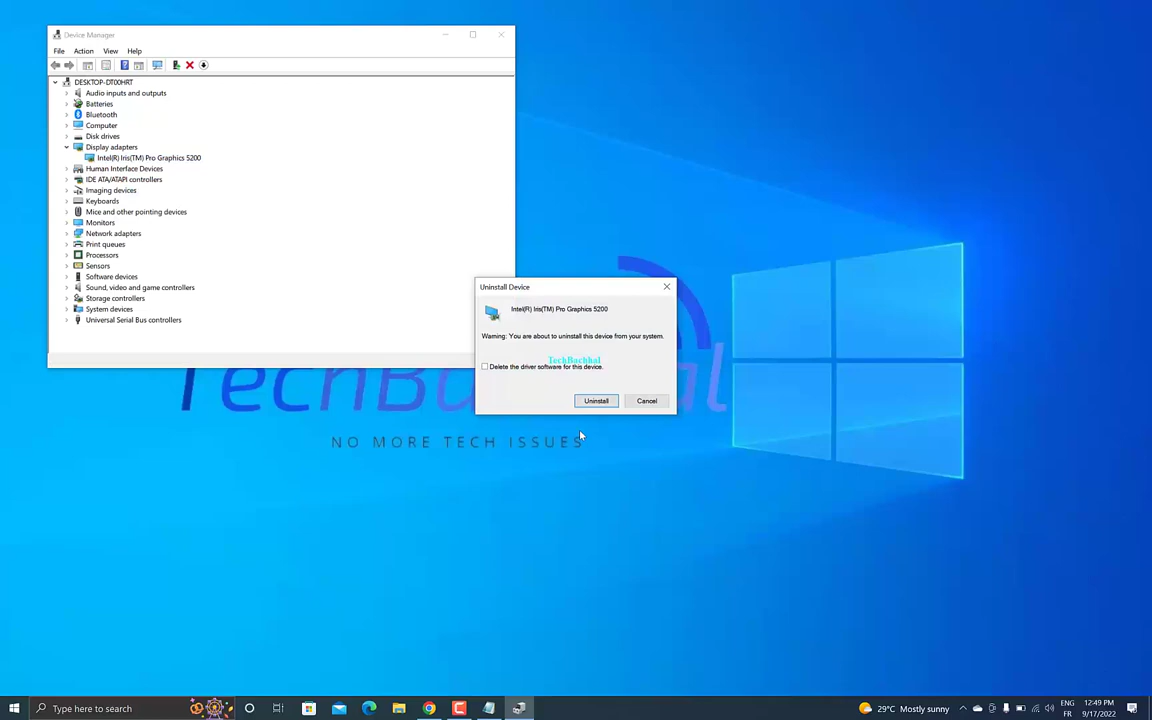 Device Manager
File Action View Help
DESKTOP-DT00HRT
Audio inputs and outputs
Batteries
Bluetooth
Computer
Disk drives
Display adapters
Intel(R) Iris(TM) Pro Graphics 5200
Human Interface Devices
IDE ATA/ATAPI controllers
Imaging devices
Keyboards
Mice and other pointing devices
Monitors
Network adapters
Print queues
Processors
Sensors
Software devices
Sound, video and game controllers
Storage controllers
System devices
Universal Serial Bus controllers
Uninstall Device
Intel(R) Iris(TM) Pro Graphics 5200
Warning: You are about to uninstall this device from your system.
TechBachhal
Delete the driver software for this device.
Uninstall Cancel
NO MORE TECH ISSUES
Type here to search
29°C Mostly sunny
ENG
FR
12:49 PM
9/17/2022